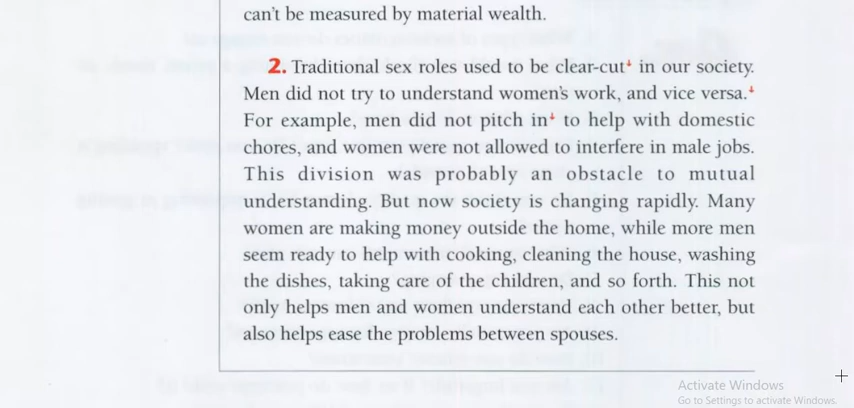 can't be measured by material wealth.
2. Traditional sex roles used to be clear-cut↓ in our society.
Men did not try to understand women's work, and vice versa.↓
For example, men did not pitch in↓ to help with domestic
chores, and women were not allowed to interfere in male jobs.
This division was probably an obstacle to mutual
understanding. But now society is changing rapidly. Many
women are making money outside the home, while more men
seem ready to help with cooking, cleaning the house, washing
the dishes, taking care of the children, and so forth. This not
only helps men and women understand each other better, but
also helps ease the problems between spouses.
Activate Windows
Go to Settings to activate Windows.